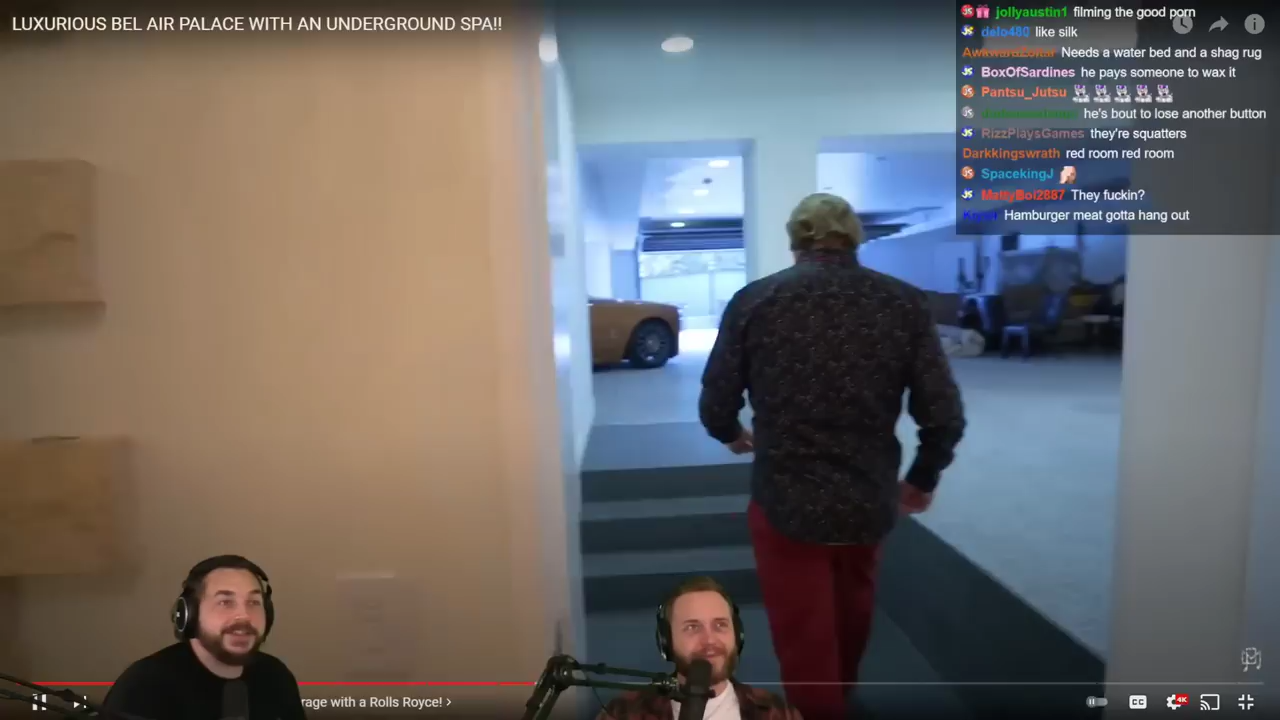 LUXURIOUS BEL AIR PALACE WITH AN UNDERGROUND SPA!!
jollyaustin1 filming the good porn
delo480 like silk
AwkwardZoltar Needs a water bed and a shag rug
BoxOfSardines he pays someone to wax it
Pantsu_Jutsu
he's bout to lose another button
RizzPlaysGames they're squatters
Darkkingswrath red room red room
SpacekingJ
MattyBoi2887 They fuckin?
Hamburger meat gotta hang out
rage with a Rolls Royce!
CC
4K